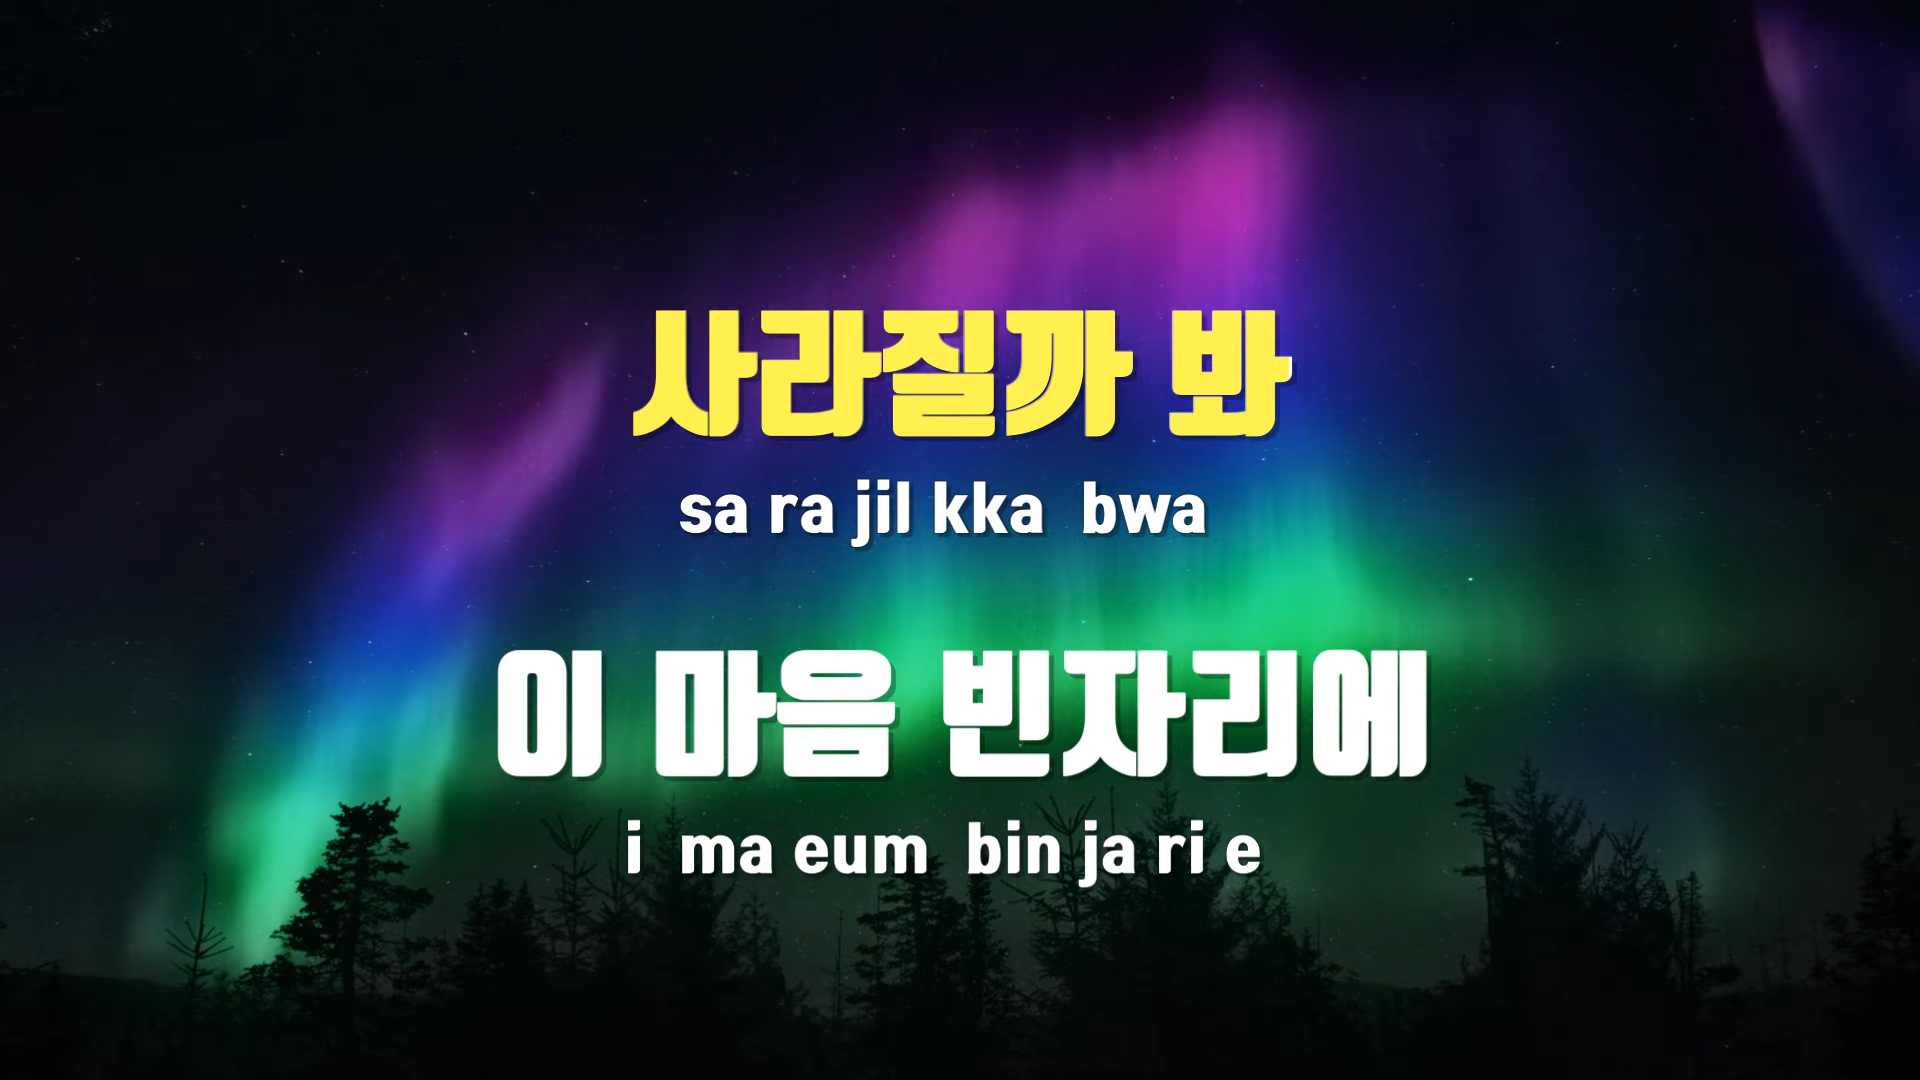 사라질까 봐
sa ra jil kka bwa
이 마음 빈자리에
i ma eum bin ja ri e